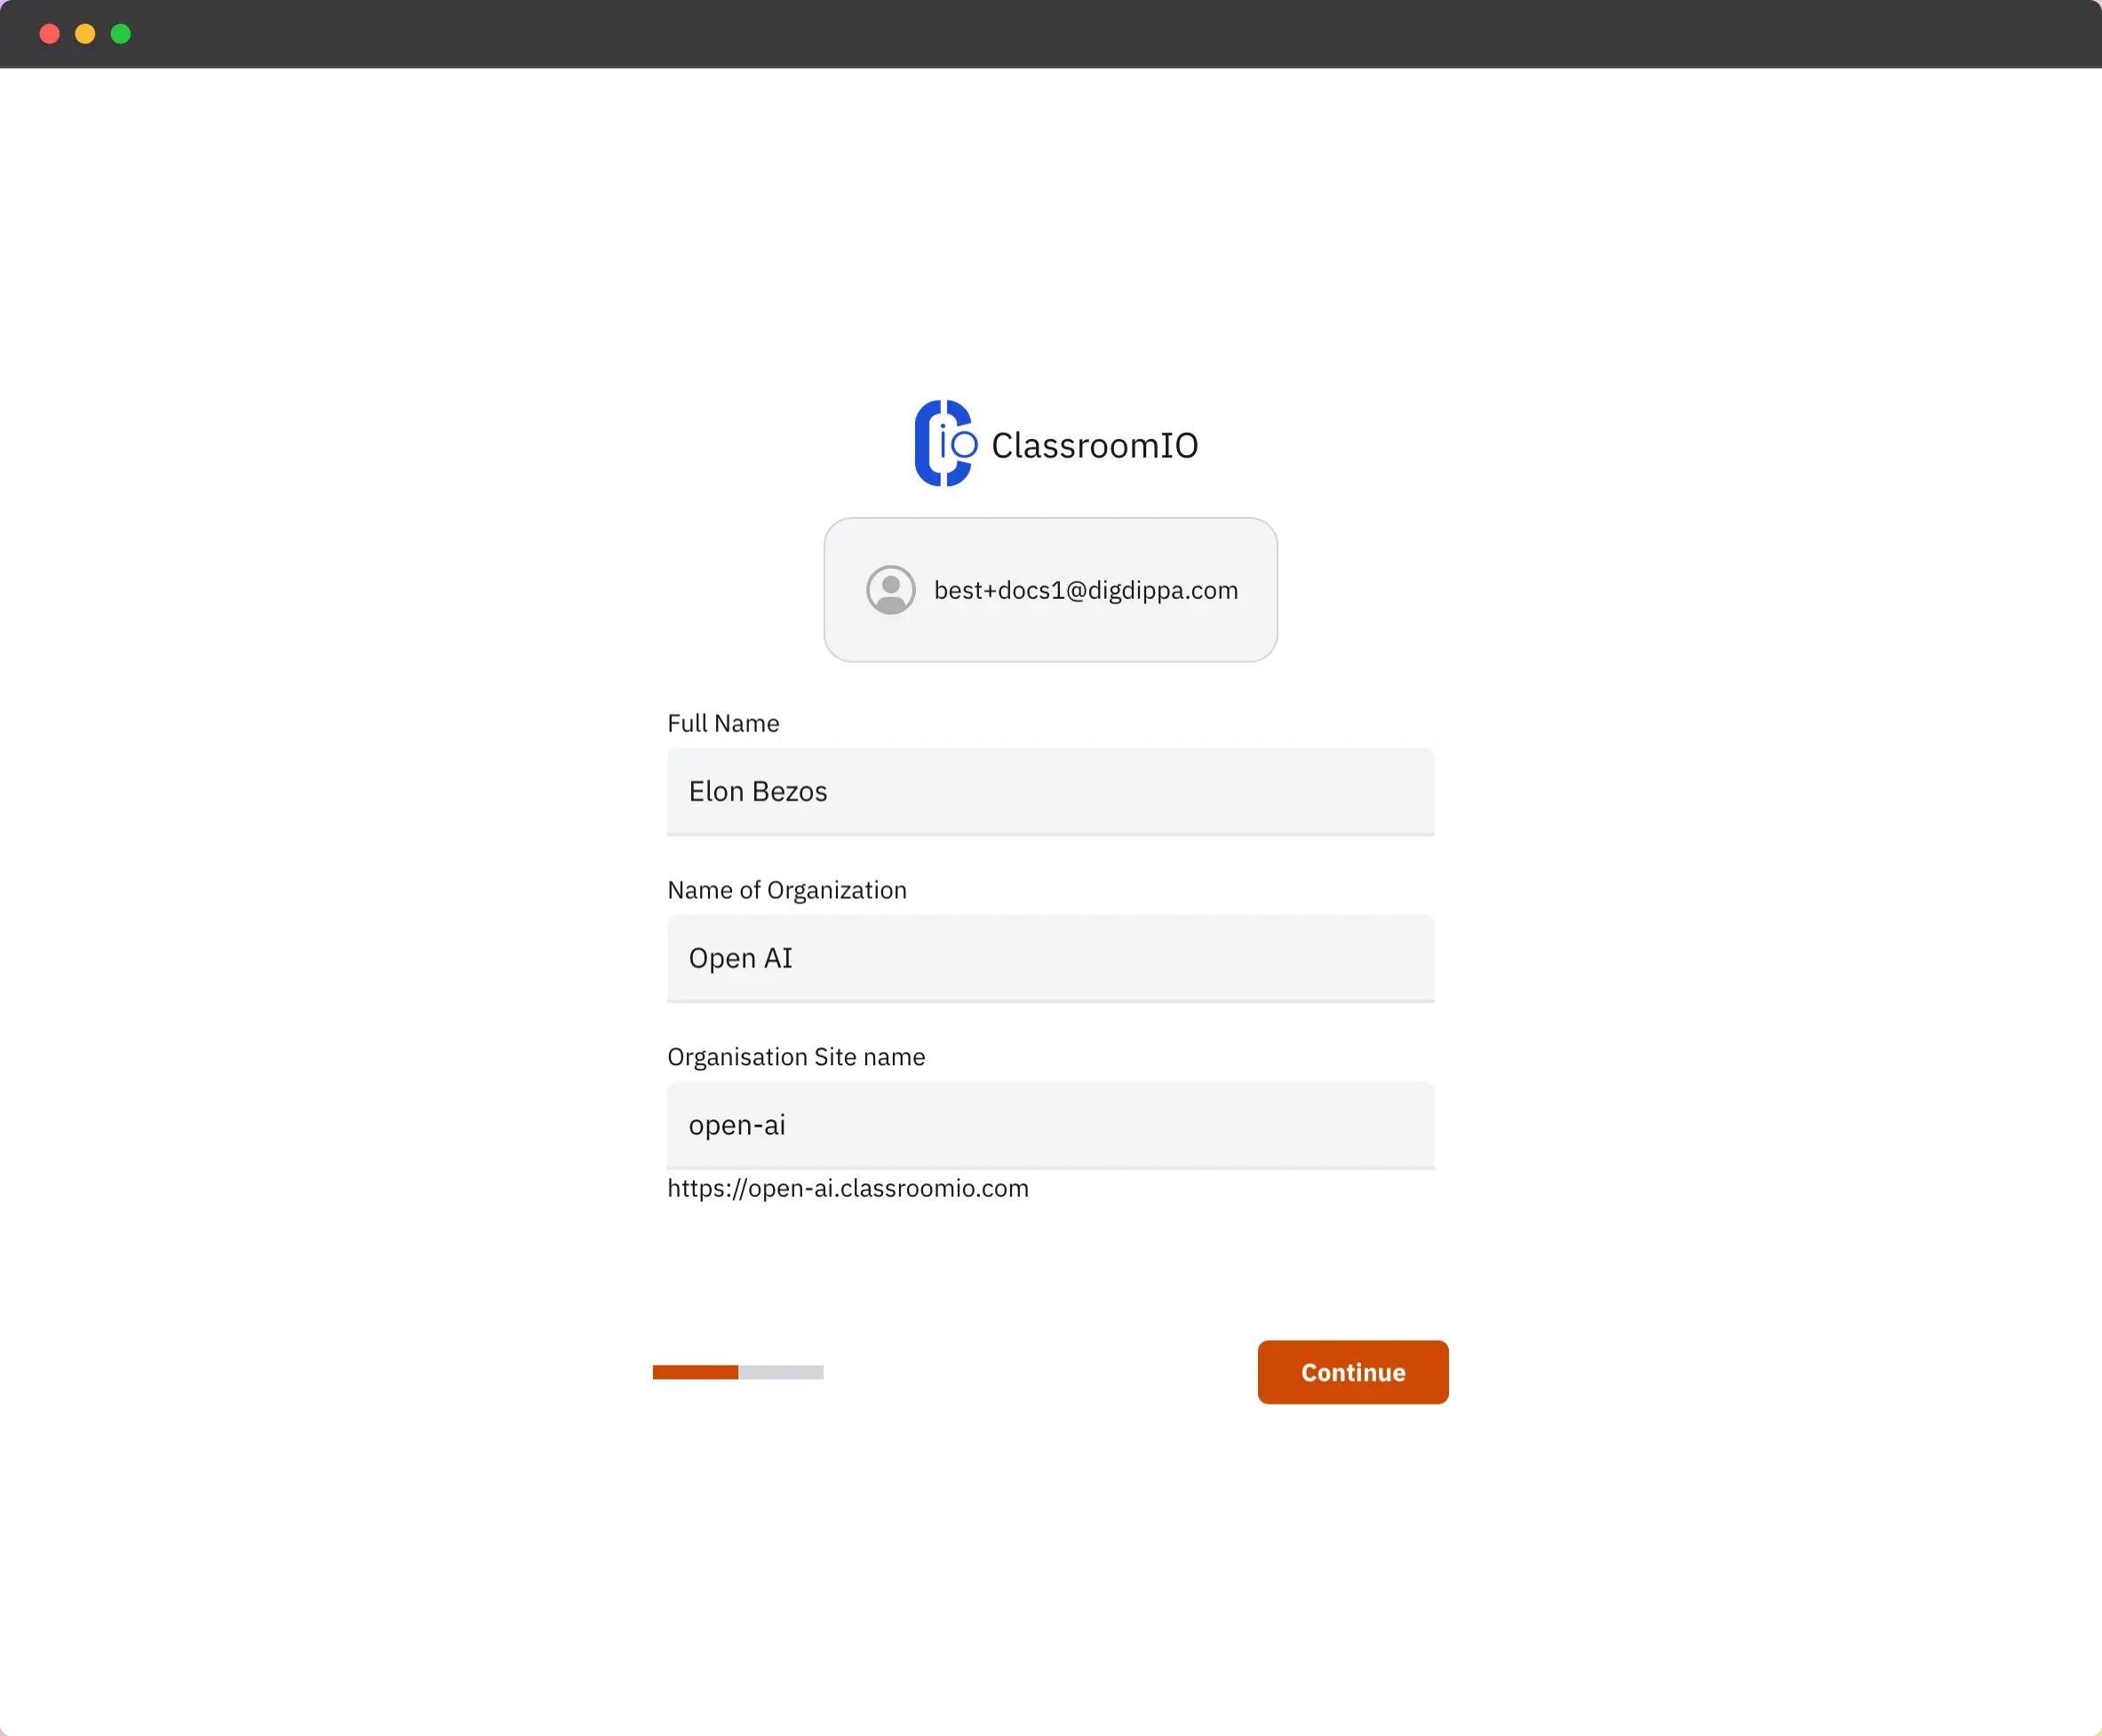 io ClassroomIO
best+docs1@digdippa.com
Full Name
Elon Bezos
Name of Organization
Open AI
Organisation Site name
open-ai
https://open-ai.classroomio.com
Continue